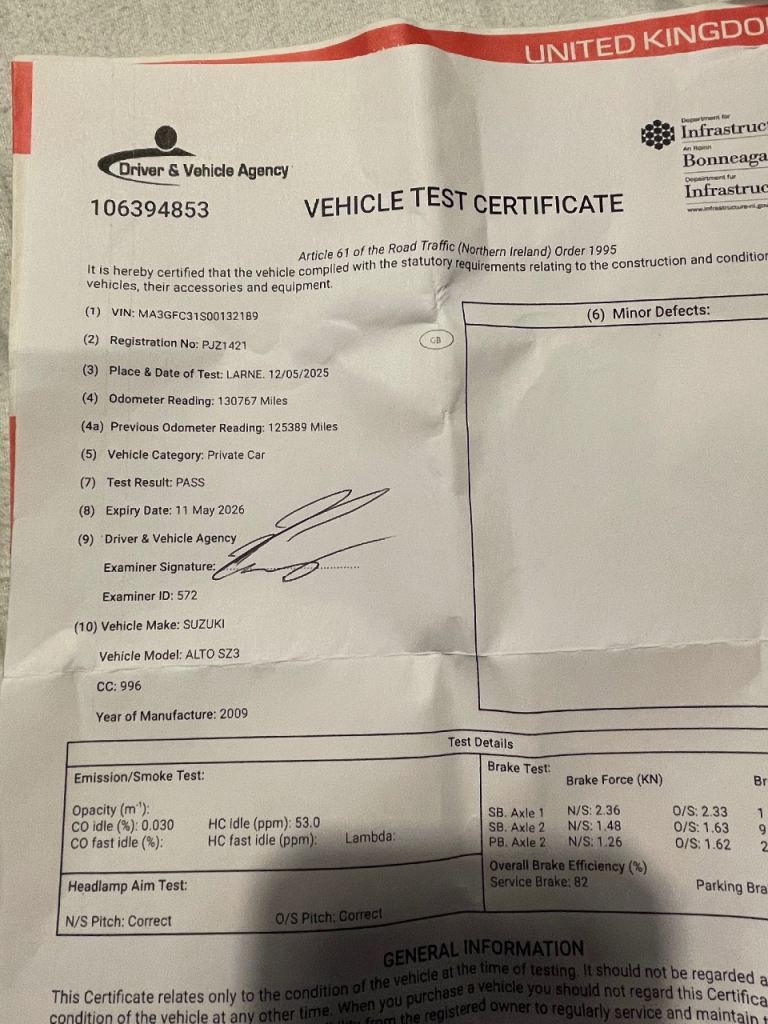 UNITED KINGDO
Driver & Vehicle Agency
Department for
Infrastruc
An Roinn
Bonneaga
Department fur
Infrastruc
www.infrastructure-ni.gov
106394853
VEHICLE TEST CERTIFICATE
Article 61 of the Road Traffic (Northern Ireland) Order 1995
It is hereby certified that the vehicle complied with the statutory requirements relating to the construction and condition
vehicles, their accessories and equipment.
(1) VIN: MA3GFC31S00132189
(6) Minor Defects:
(2) Registration No: PJZ1421
GB
(3) Place & Date of Test: LARNE. 12/05/2025
(4) Odometer Reading: 130767 Miles
(4a) Previous Odometer Reading: 125389 Miles
(5) Vehicle Category: Private Car
(7) Test Result: PASS
(8) Expiry Date: 11 May 2026
(9) Driver & Vehicle Agency
Examiner Signature:
Examiner ID: 572
(10) Vehicle Make: SUZUKI
Vehicle Model: ALTO SZ3
CC: 996
Year of Manufacture: 2009
Test Details
Emission/Smoke Test:
Opacity (m⁻¹):
CO idle (%): 0.030 HC idle (ppm): 53.0
CO fast idle (%): HC fast idle (ppm): Lambda:
Headlamp Aim Test:
N/S Pitch: Correct O/S Pitch: Correct
Brake Test:
Brake Force (KN) Br
SB. Axle 1 N/S: 2.36 O/S: 2.33 1
SB. Axle 2 N/S: 1.48 O/S: 1.63 9
PB. Axle 2 N/S: 1.26 O/S: 1.62 2
Overall Brake Efficiency (%)
Service Brake: 82 Parking Bra
GENERAL INFORMATION
This Certificate relates only to the condition of the vehicle at the time of testing. It should not be regarded a
condition of the vehicle at any other time. When you purchase a vehicle you should not regard this Certifica
from the registered owner to regularly service and maintain